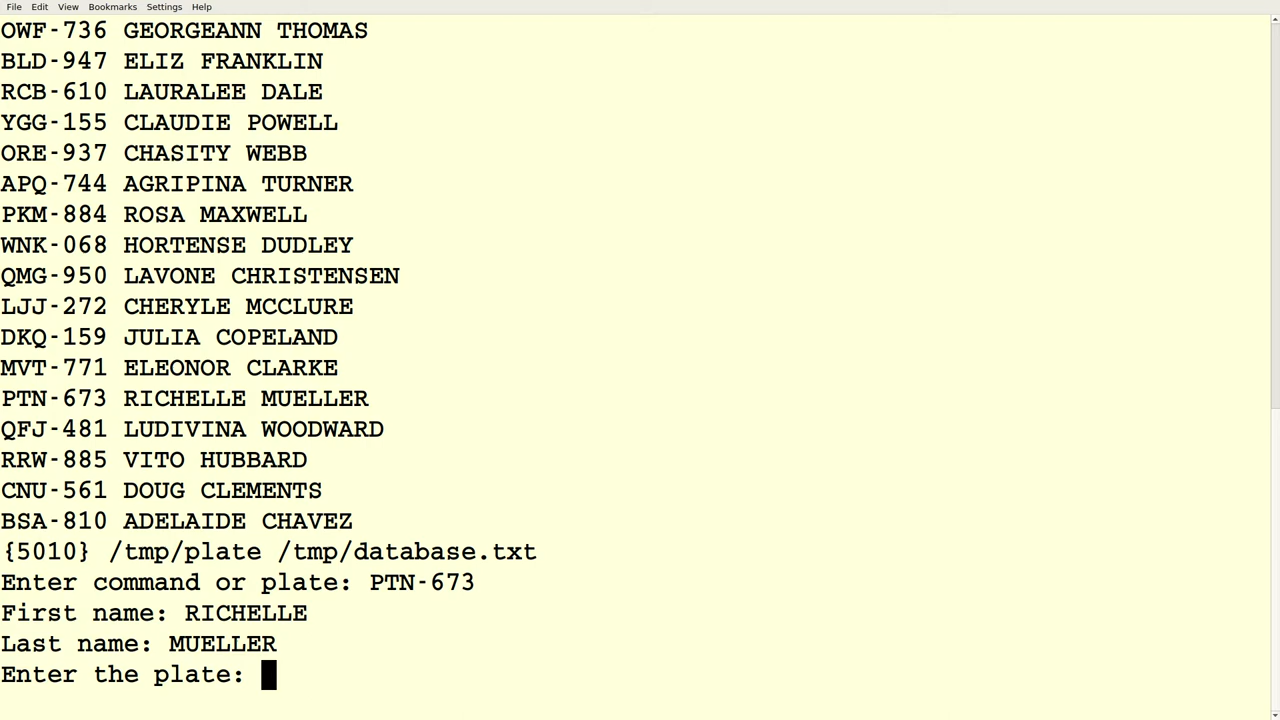 File Edit View Bookmarks Settings Help
OWF-736 GEORGEANN THOMAS
BLD-947 ELIZ FRANKLIN
RCB-610 LAURALEE DALE
YGG-155 CLAUDIE POWELL
ORE-937 CHASITY WEBB
APQ-744 AGRIPINA TURNER
PKM-884 ROSA MAXWELL
WNK-068 HORTENSE DUDLEY
QMG-950 LAVONE CHRISTENSEN
LJJ-272 CHERYLE MCCLURE
DKQ-159 JULIA COPELAND
MVT-771 ELEONOR CLARKE
PTN-673 RICHELLE MUELLER
QFJ-481 LUDIVINA WOODWARD
RRW-885 VITO HUBBARD
CNU-561 DOUG CLEMENTS
BSA-810 ADELAIDE CHAVEZ
{5010} /tmp/plate /tmp/database.txt
Enter command or plate: PTN-673
First name: RICHELLE
Last name: MUELLER
Enter the plate: